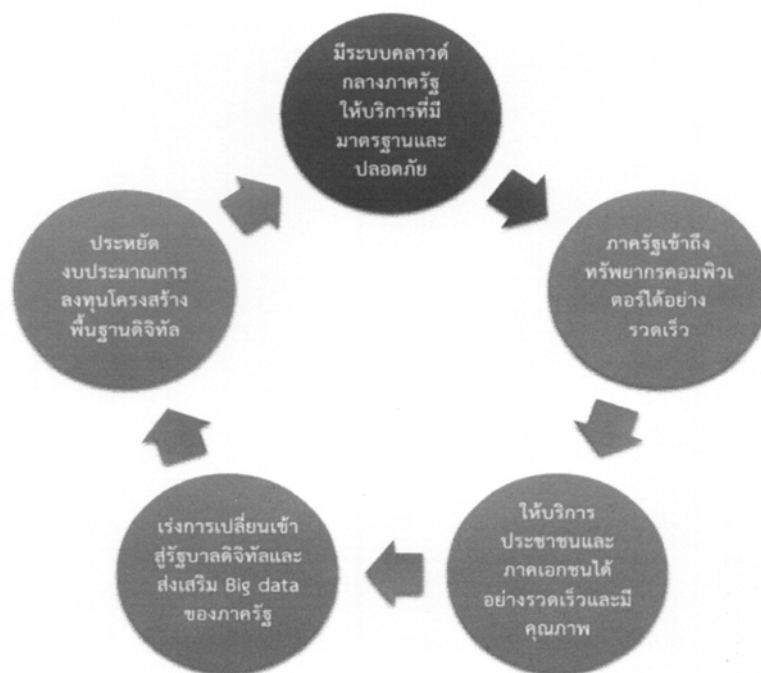 มีระบบคลาวด์
กลางภาครัฐ
ให้บริการที่มี
มาตรฐานและ
ปลอดภัย
ภาครัฐเข้าถึง
ทรัพยากรคอมพิวเ
ตอร์ได้อย่าง
รวดเร็ว
ให้บริการ
ประชาชนและ
ภาคเอกชนได้
อย่างรวดเร็วและมี
คุณภาพ
เร่งการเปลี่ยนเข้า
สู่รัฐบาลดิจิทัลและ
ส่งเสริม Big data
ของภาครัฐ
ประหยัด
งบประมาณการ
ลงทุนโครงสร้าง
พื้นฐานดิจิทัล